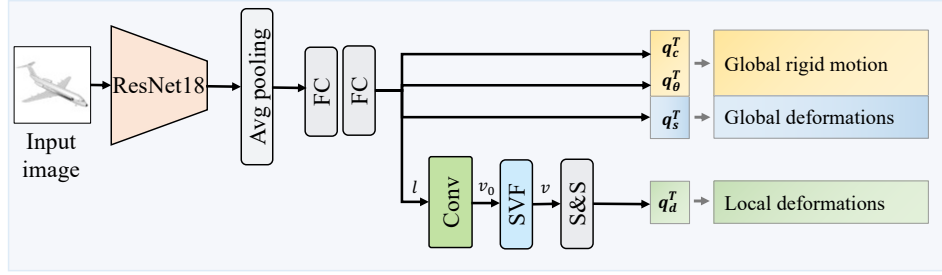 Input
image
ResNet18
Avg pooling
FC
FC
q_c^T
q_θ^T
q_s^T
Global rigid motion
Global deformations
l
Conv
v_0
SVF
v
S&S
q_d^T
Local deformations